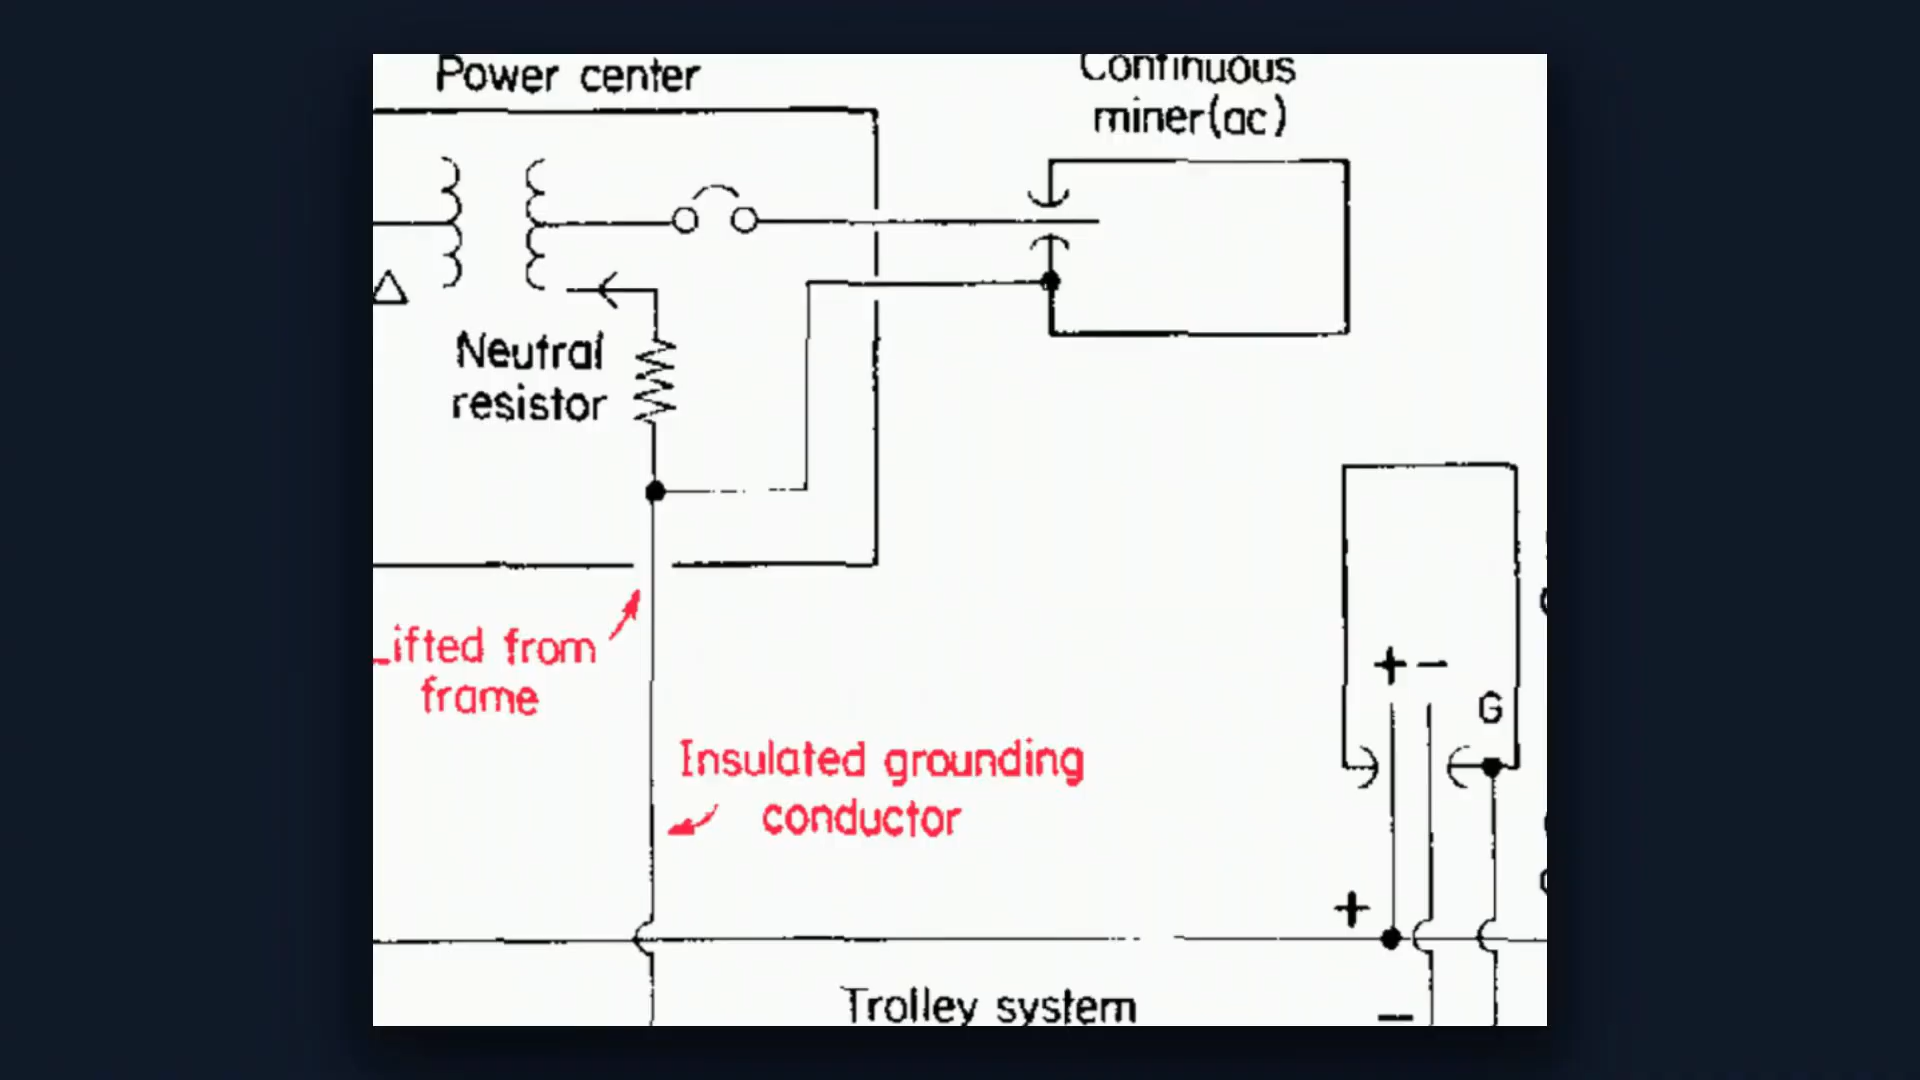 Power center
Continuous
miner(ac)
Neutral
resistor
Lifted from
frame
+ −
G
Insulated grounding
conductor
+
Trolley system
−